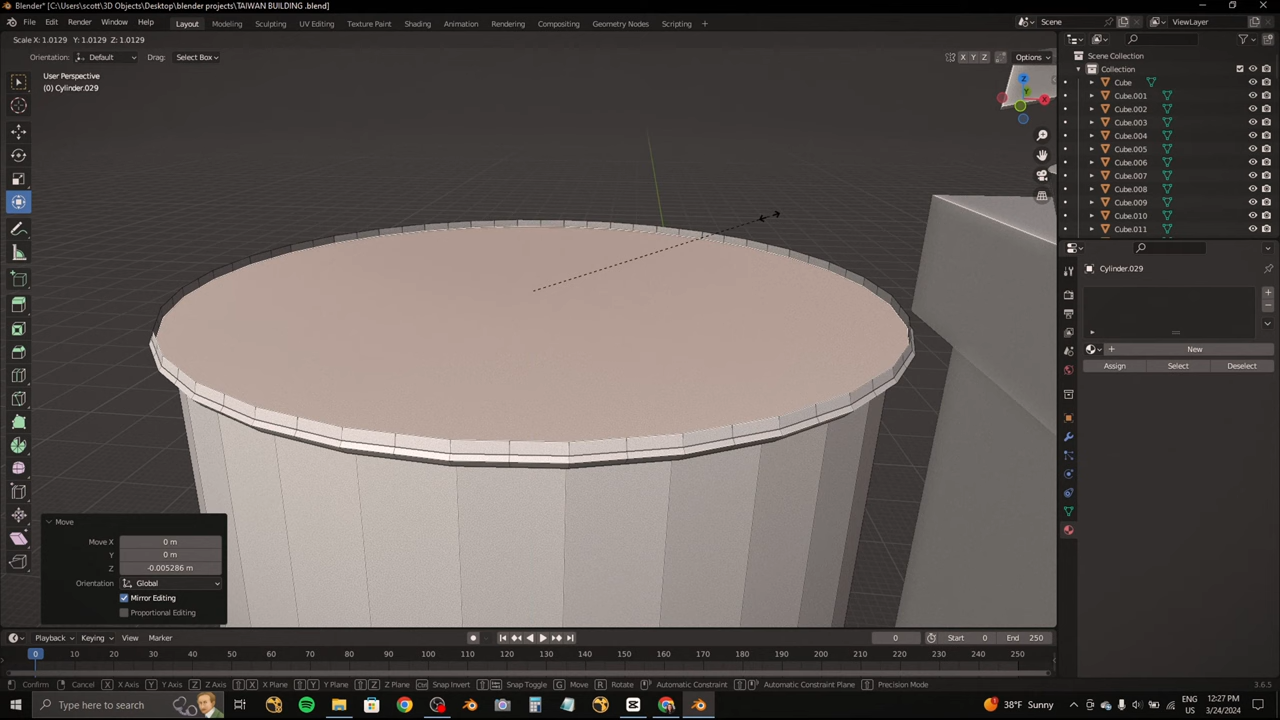 Blender* [C:\Users\scott\3D Objects\Desktop\blender projects\TAIWAN BUILDING .blend]
File Edit Render Window Help Layout Modeling Sculpting UV Editing Texture Paint Shading Animation Rendering Compositing Geometry Nodes Scripting + Scene ViewLayer
Scale X: 1.0129 Y: 1.0129 Z: 1.0129
Orientation: Default Drag: Select Box X Y Z Options
User Perspective
(0) Cylinder.029
Z
Y
X
Scene Collection
Collection
Cube
Cube.001
Cube.002
Cube.003
Cube.004
Cube.005
Cube.006
Cube.007
Cube.008
Cube.009
Cube.010
Cube.011
Cylinder.029
New
Assign Select Deselect
Move
Move X 0 m
Y 0 m
Z -0.005286 m
Orientation Global
Mirror Editing
Proportional Editing
Playback Keying View Marker 0 Start 0 End 250
0 10 20 30 40 50 60 70 80 90 100 110 120 130 140 150 160 170 180 190 200 210 220 230 240 250
Confirm Cancel X X Axis Y Y Axis Z Z Axis X X Plane Y Y Plane Z Z Plane Ctrl Snap Invert Snap Toggle G Move R Rotate Automatic Constraint Automatic Constraint Plane Precision Mode 3.6.5
Type here to search 38°F Sunny ENG US 12:27 PM 3/24/2024